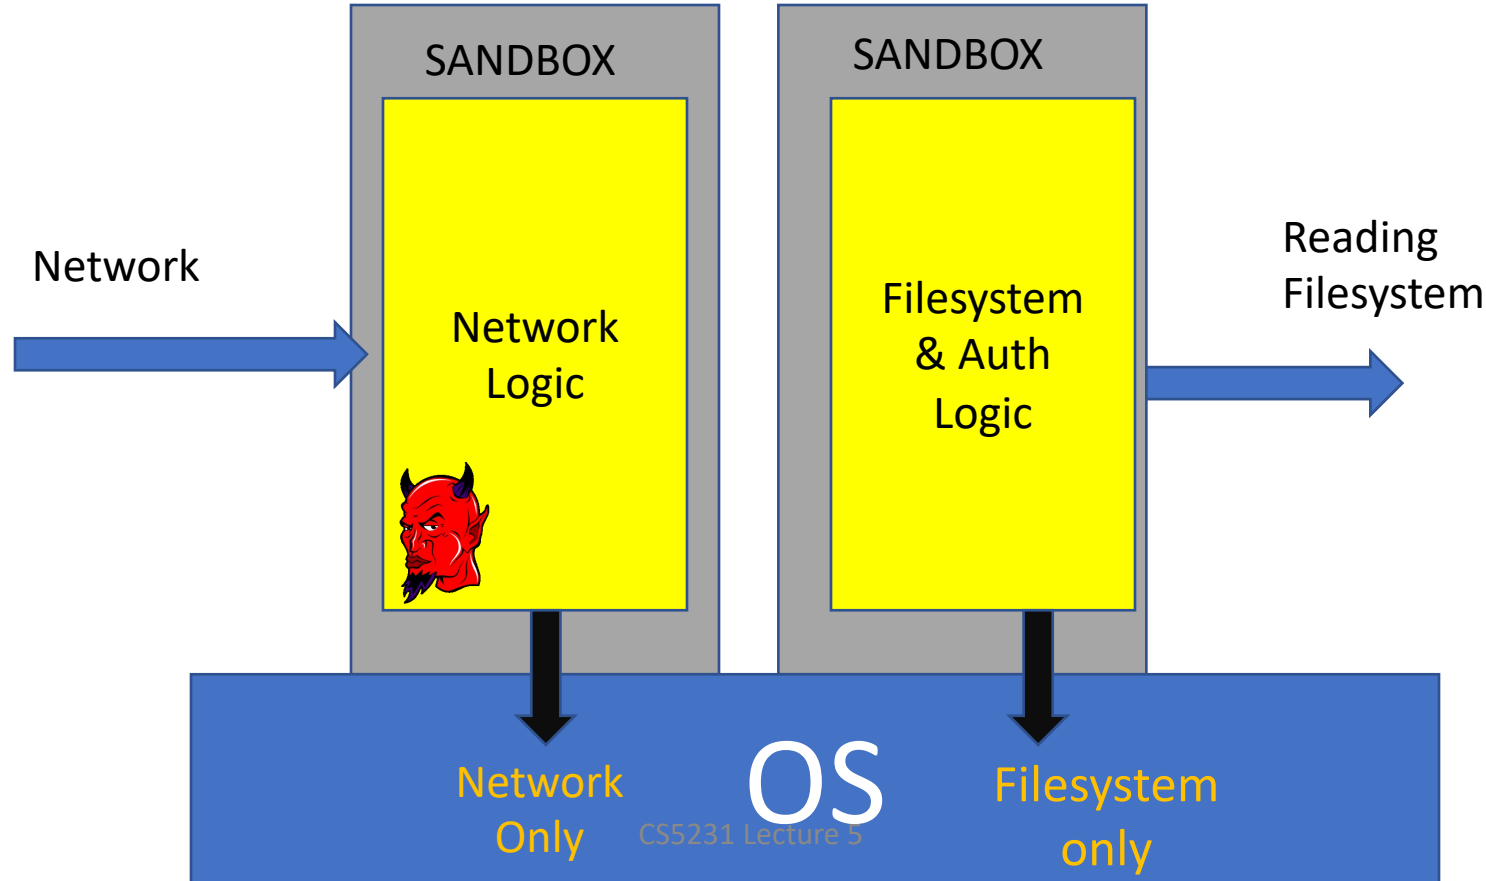 SANDBOX
SANDBOX
Network
Network
Logic
Filesystem
& Auth
Logic
Reading
Filesystem
Network
Only
OS
CS5231 Lecture 5
Filesystem
only